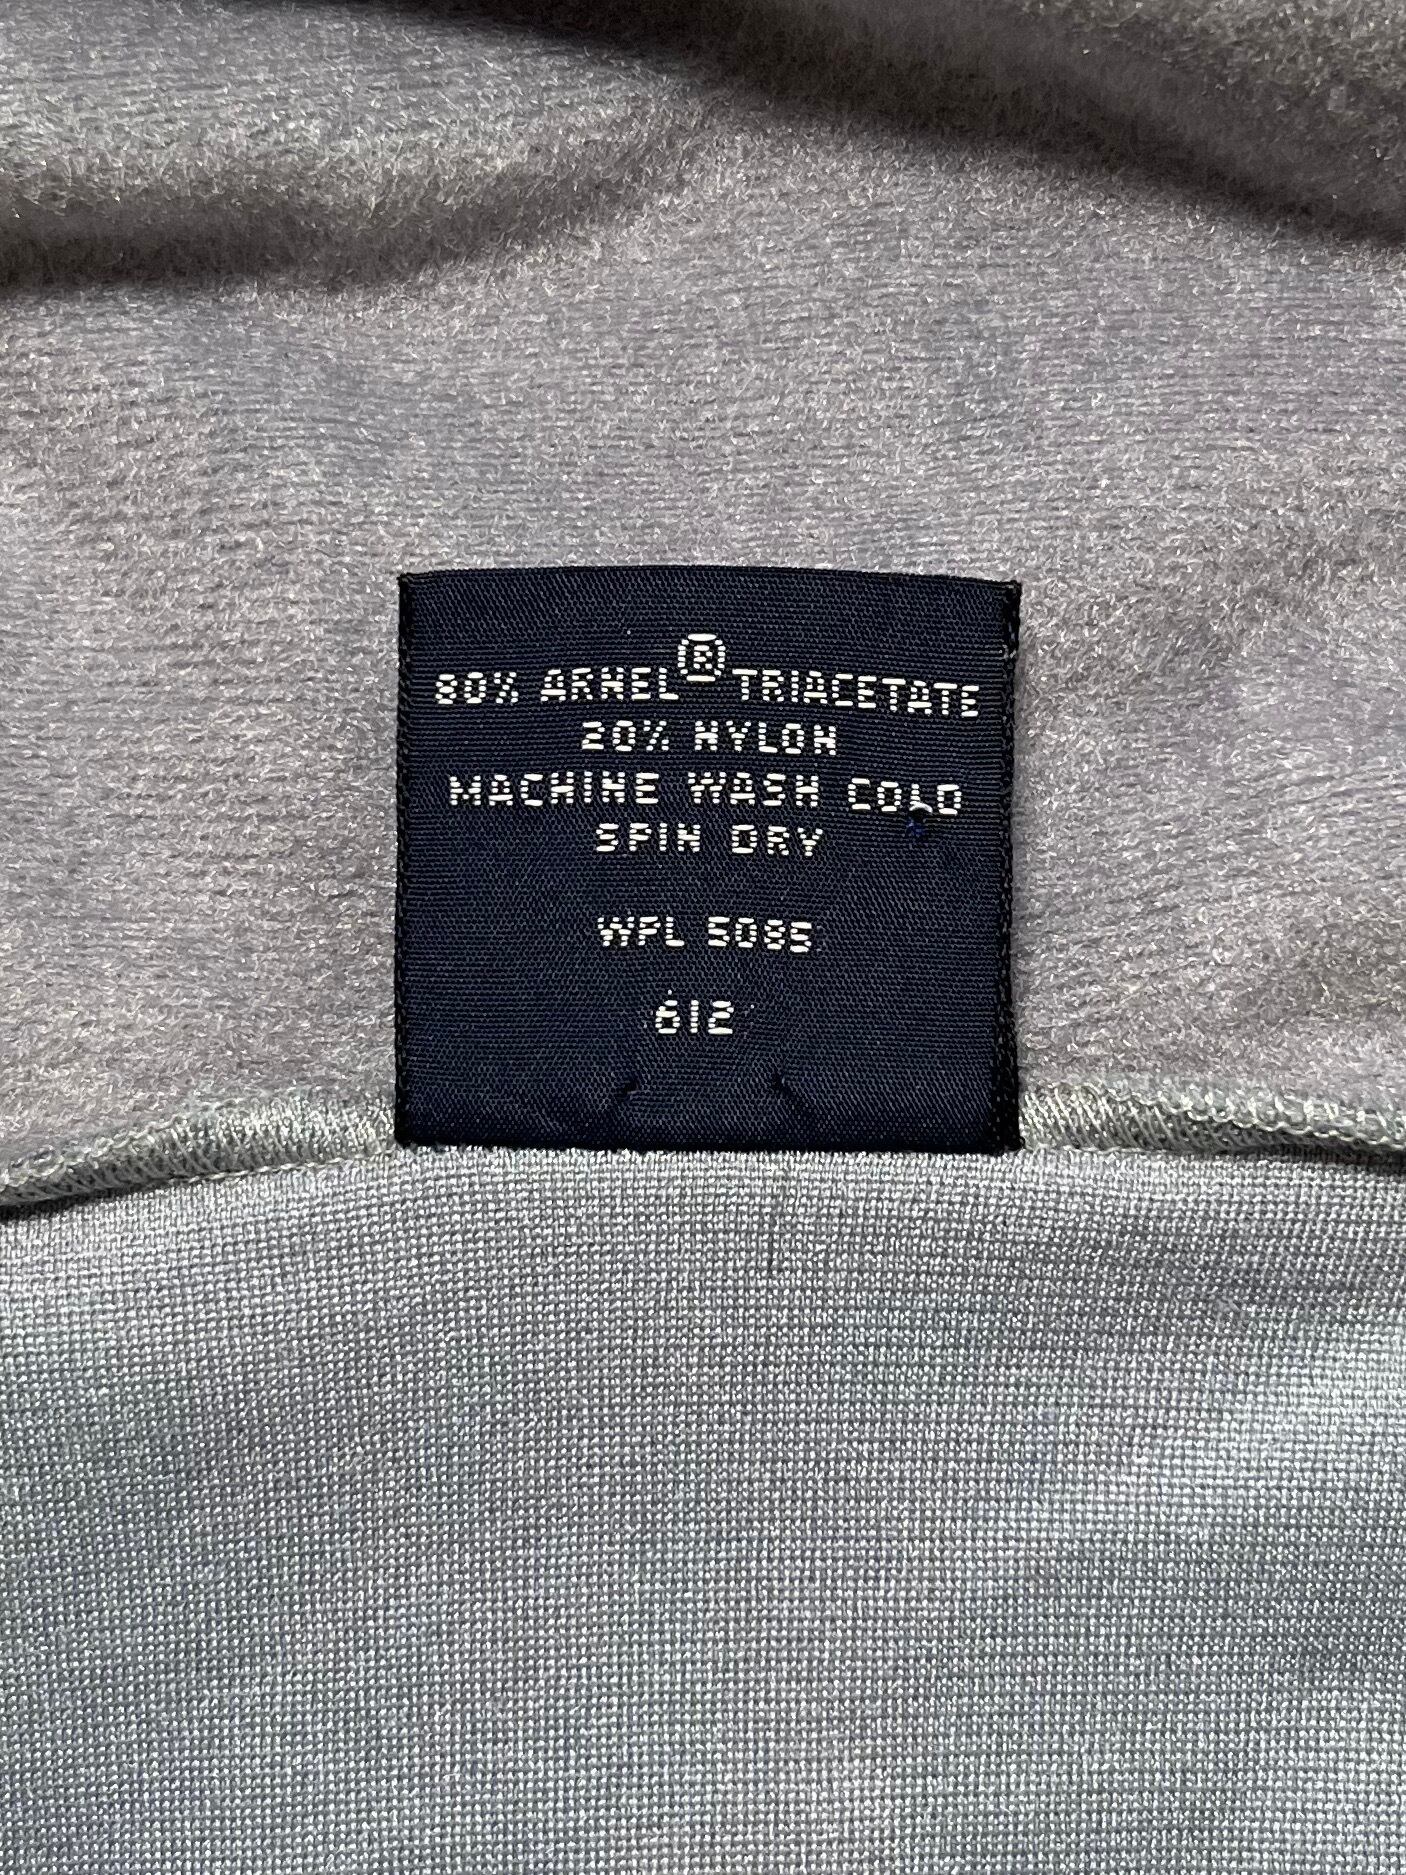 80% ARNEL® TRIACETATE
20% NYLON
MACHINE WASH COLD
SPIN DRY
WPL 5085
612